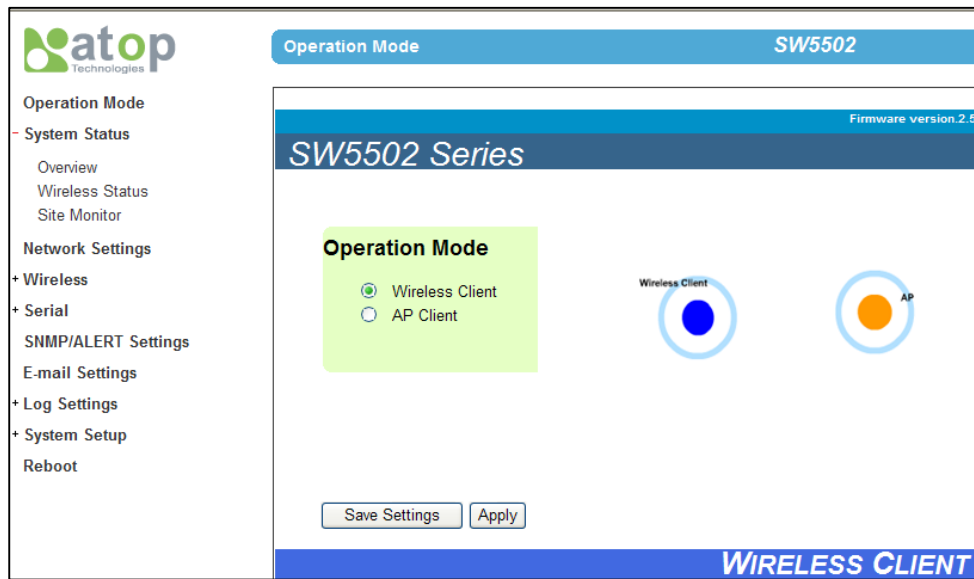 atop
Technologies
Operation Mode
- System Status
Overview
Wireless Status
Site Monitor
Network Settings
+ Wireless
+ Serial
SNMP/ALERT Settings
E-mail Settings
+ Log Settings
+ System Setup
Reboot
Operation Mode SW5502
Firmware version.2.5
SW5502 Series
Operation Mode
Wireless Client
AP Client
Wireless Client
AP
Save Settings Apply
WIRELESS CLIENT